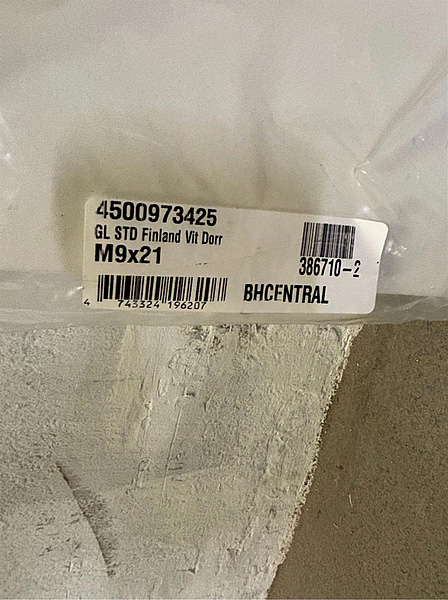 4500973425
GL STD Finland Vit Dorr
M9x21
386710-2
4 743324 196207
BHCENTRAL